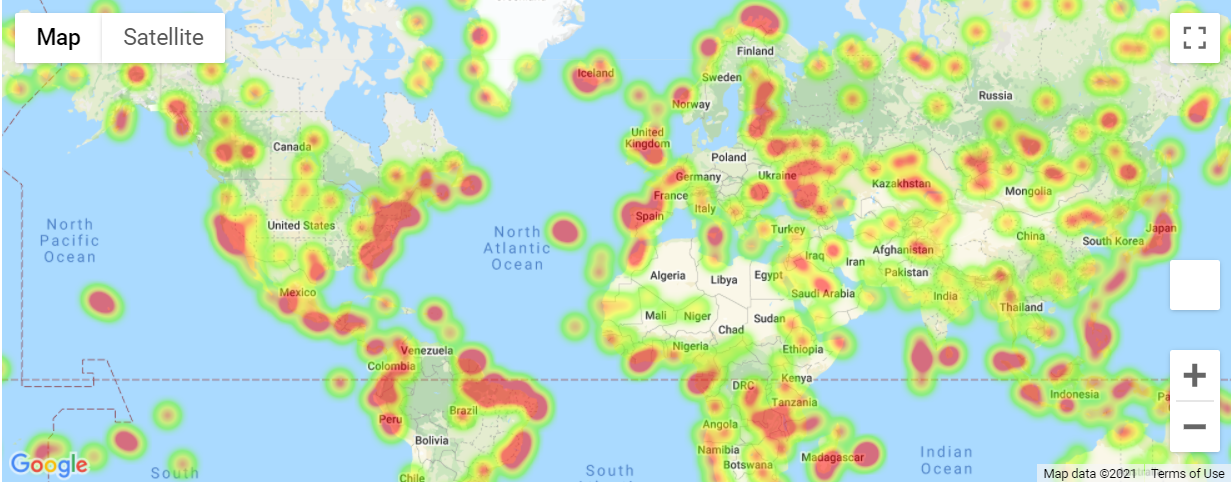 Map
Satellite
Iceland
Finland
Sweden
Norway
Russia
United
Kingdom
Canada
Poland
Germany
Ukraine
Kazakhstan
Mongolia
France
Spain
Italy
North
Pacific
Ocean
United States
North
Atlantic
Ocean
Turkey
China
South Korea
Japan
Iraq
Iran
Afghanistan
Pakistan
Algeria
Libya
Egypt
Saudi Arabia
India
Thailand
Mexico
Mali
Niger
Chad
Sudan
Nigeria
Ethiopia
Venezuela
Colombia
DRC
Kenya
Tanzania
Indonesia
Brazil
Peru
Angola
Bolivia
Namibia
Botswana
Madagascar
Indian
Ocean
South
South
Chile
Google
Map data ©2021
Terms of Use